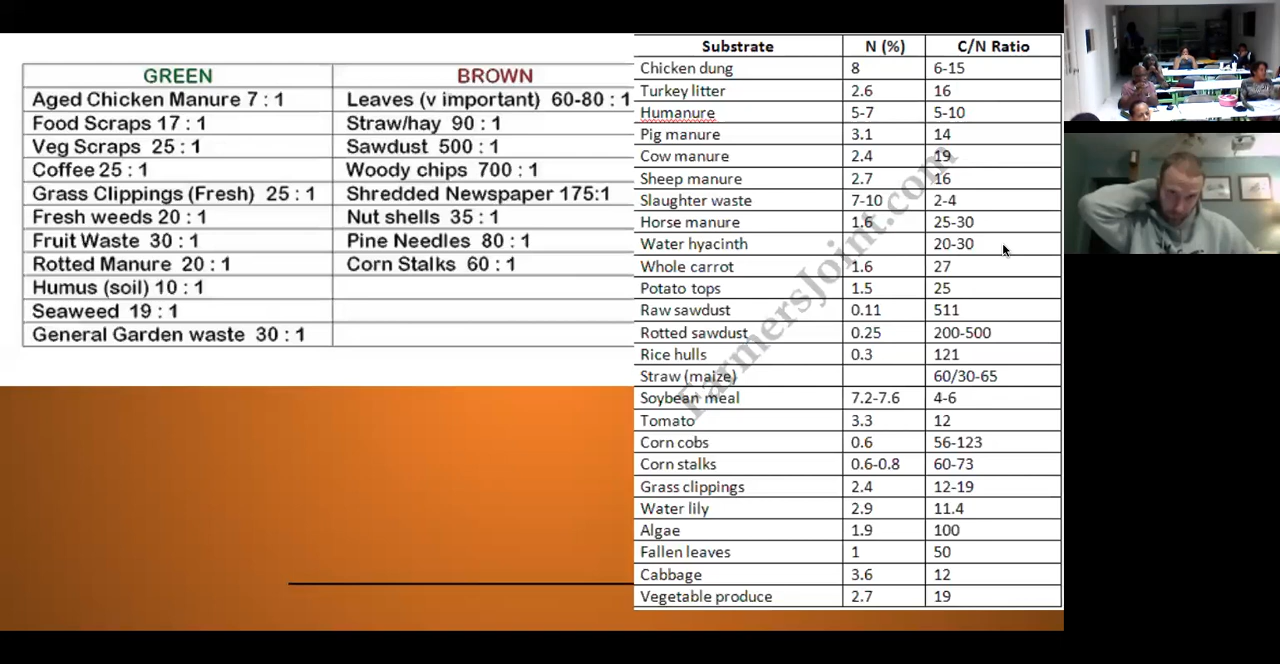 GREEN BROWN
Aged Chicken Manure 7 : 1 Leaves (v important) 60-80 : 1
Food Scraps 17 : 1 Straw/hay 90 : 1
Veg Scraps 25 : 1 Sawdust 500 : 1
Coffee 25 : 1 Woody chips 700 : 1
Grass Clippings (Fresh) 25 : 1 Shredded Newspaper 175:1
Fresh weeds 20 : 1 Nut shells 35 : 1
Fruit Waste 30 : 1 Pine Needles 80 : 1
Rotted Manure 20 : 1 Corn Stalks 60 : 1
Humus (soil) 10 : 1
Seaweed 19 : 1
General Garden waste 30 : 1
Substrate N (%) C/N Ratio
Chicken dung 8 6-15
Turkey litter 2.6 16
Humanure 5-7 5-10
Pig manure 3.1 14
Cow manure 2.4 19
Sheep manure 2.7 16
Slaughter waste 7-10 2-4
Horse manure 1.6 25-30
Water hyacinth 20-30
Whole carrot 1.6 27
Potato tops 1.5 25
Raw sawdust 0.11 511
Rotted sawdust 0.25 200-500
Rice hulls 0.3 121
Straw (maize) 60/30-65
Soybean meal 7.2-7.6 4-6
Tomato 3.3 12
Corn cobs 0.6 56-123
Corn stalks 0.6-0.8 60-73
Grass clippings 2.4 12-19
Water lily 2.9 11.4
Algae 1.9 100
Fallen leaves 1 50
Cabbage 3.6 12
Vegetable produce 2.7 19
FarmersJoint.com